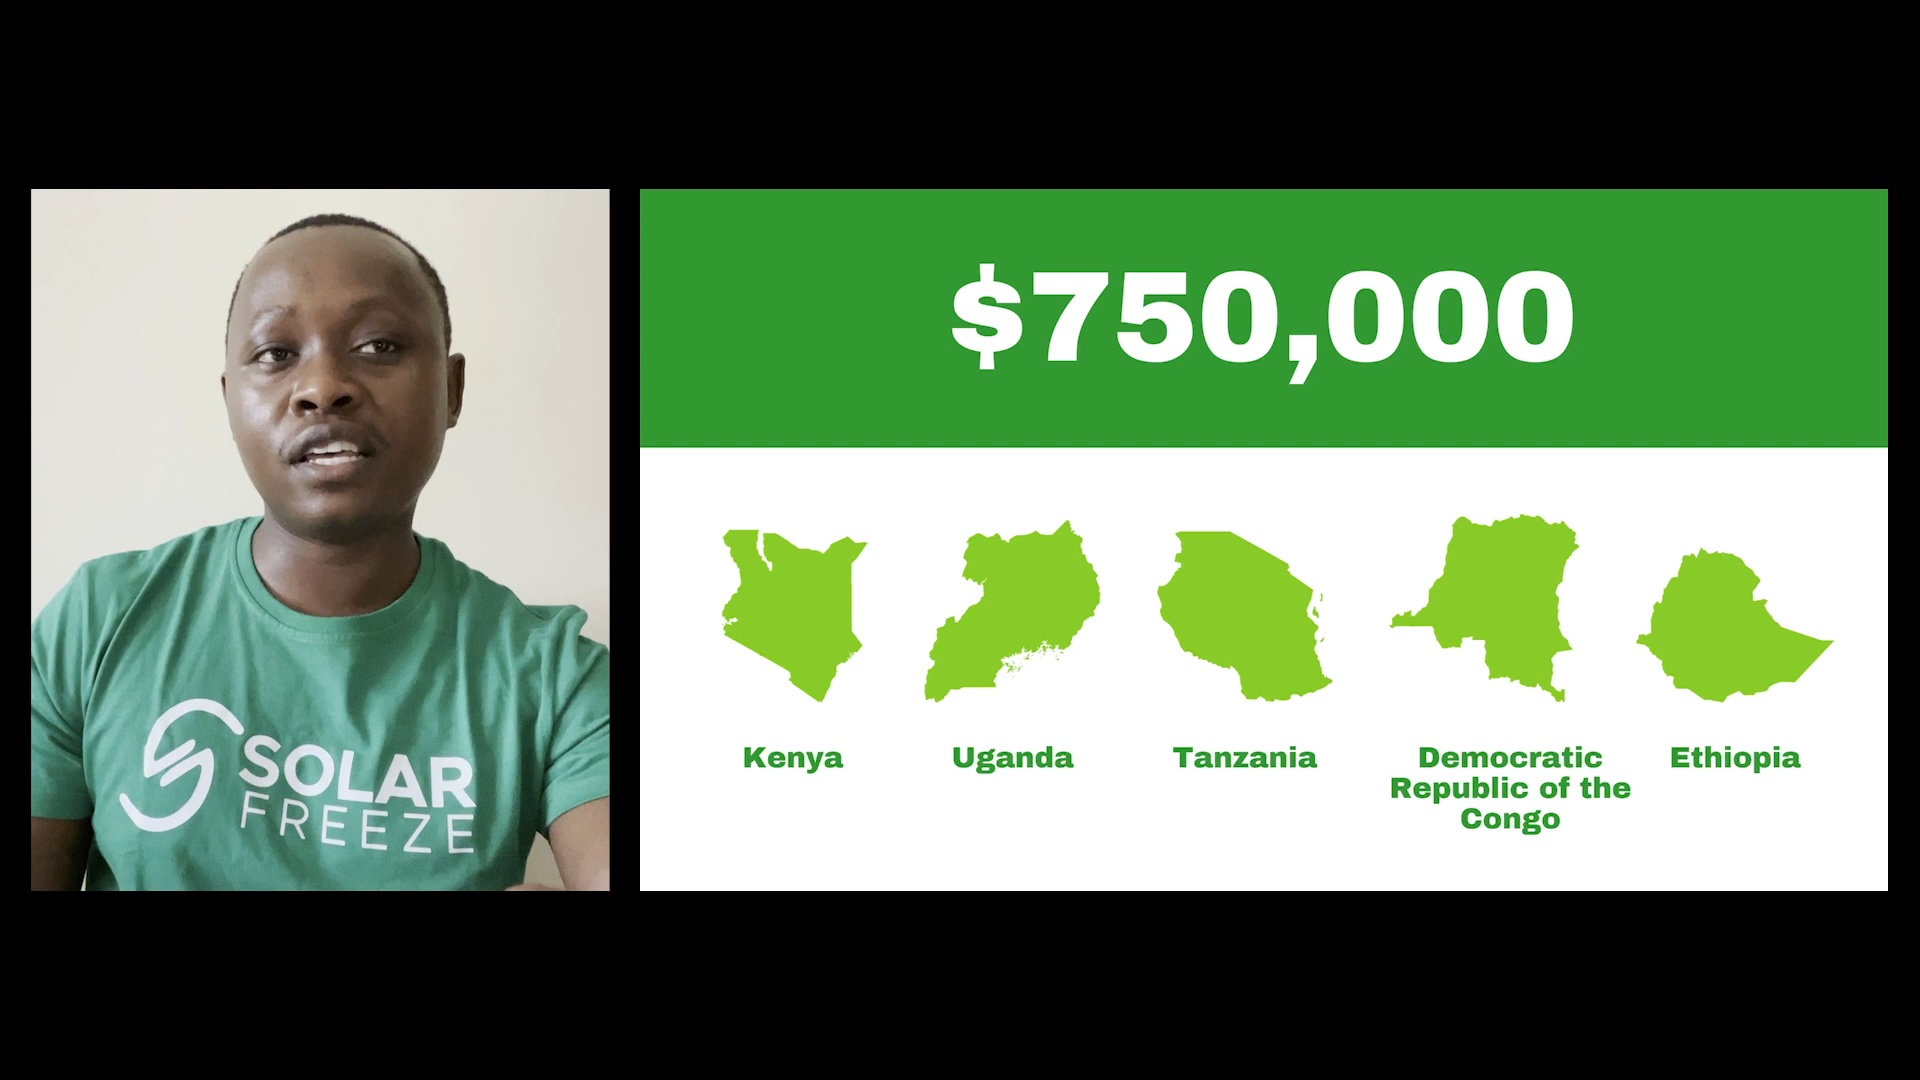 SOLAR
FREEZE
$750,000
Kenya
Uganda
Tanzania
Democratic
Republic of the
Congo
Ethiopia